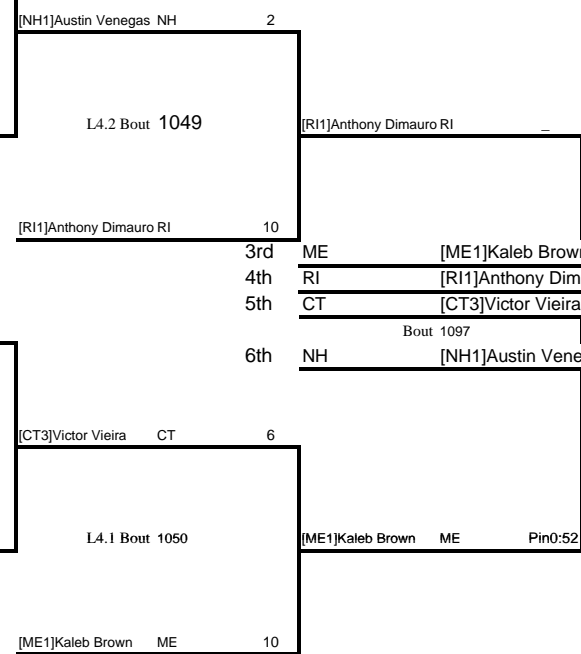 [NH1]Austin Venegas NH 2
L4.2 Bout 1049
[RI1]Anthony Dimauro RI _
[RI1]Anthony Dimauro RI 10
3rd ME [ME1]Kaleb Brown
4th RI [RI1]Anthony Dim
5th CT [CT3]Victor Vieira
Bout 1097
6th NH [NH1]Austin Vene
[CT3]Victor Vieira CT 6
L4.1 Bout 1050
[ME1]Kaleb Brown ME Pin0:52
[ME1]Kaleb Brown ME 10